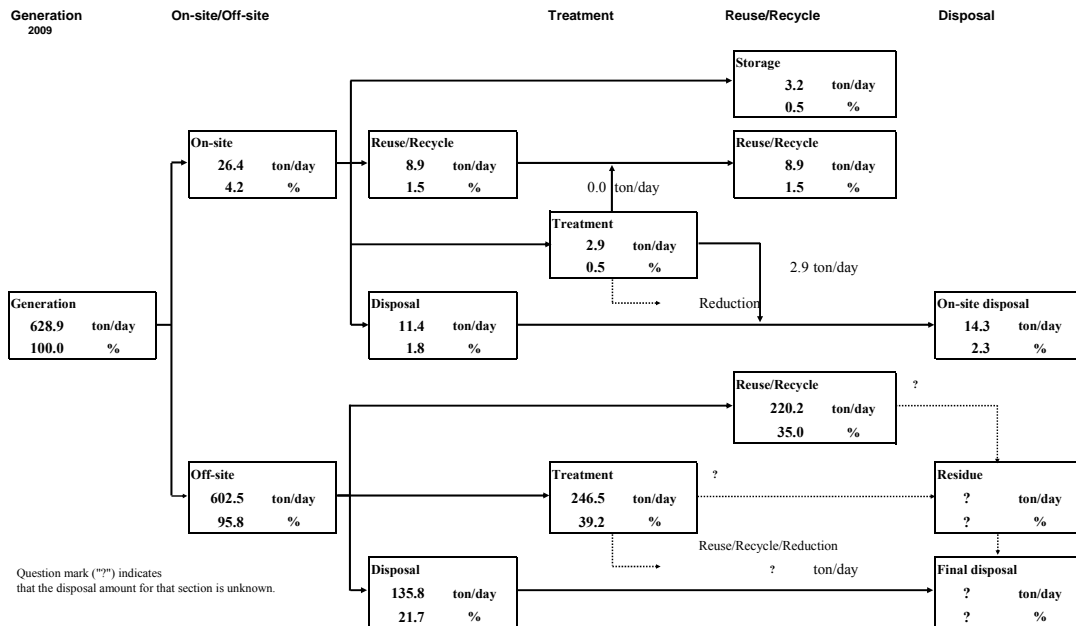 Generation
2009
On-site/Off-site
Treatment
Reuse/Recycle
Disposal
Storage
3.2 ton/day
0.5 %
On-site
26.4 ton/day
4.2 %
Reuse/Recycle
8.9 ton/day
1.5 %
Reuse/Recycle
8.9 ton/day
1.5 %
0.0 ton/day
Treatment
2.9 ton/day
0.5 %
2.9 ton/day
Reduction
Generation
628.9 ton/day
100.0 %
Disposal
11.4 ton/day
1.8 %
On-site disposal
14.3 ton/day
2.3 %
Reuse/Recycle
220.2 ton/day
35.0 %
?
Off-site
602.5 ton/day
95.8 %
Treatment
246.5 ton/day
39.2 %
?
Residue
? ton/day
? %
Reuse/Recycle/Reduction
? ton/day
Disposal
135.8 ton/day
21.7 %
Final disposal
? ton/day
? %
Question mark ("?") indicates
that the disposal amount for that section is unknown.